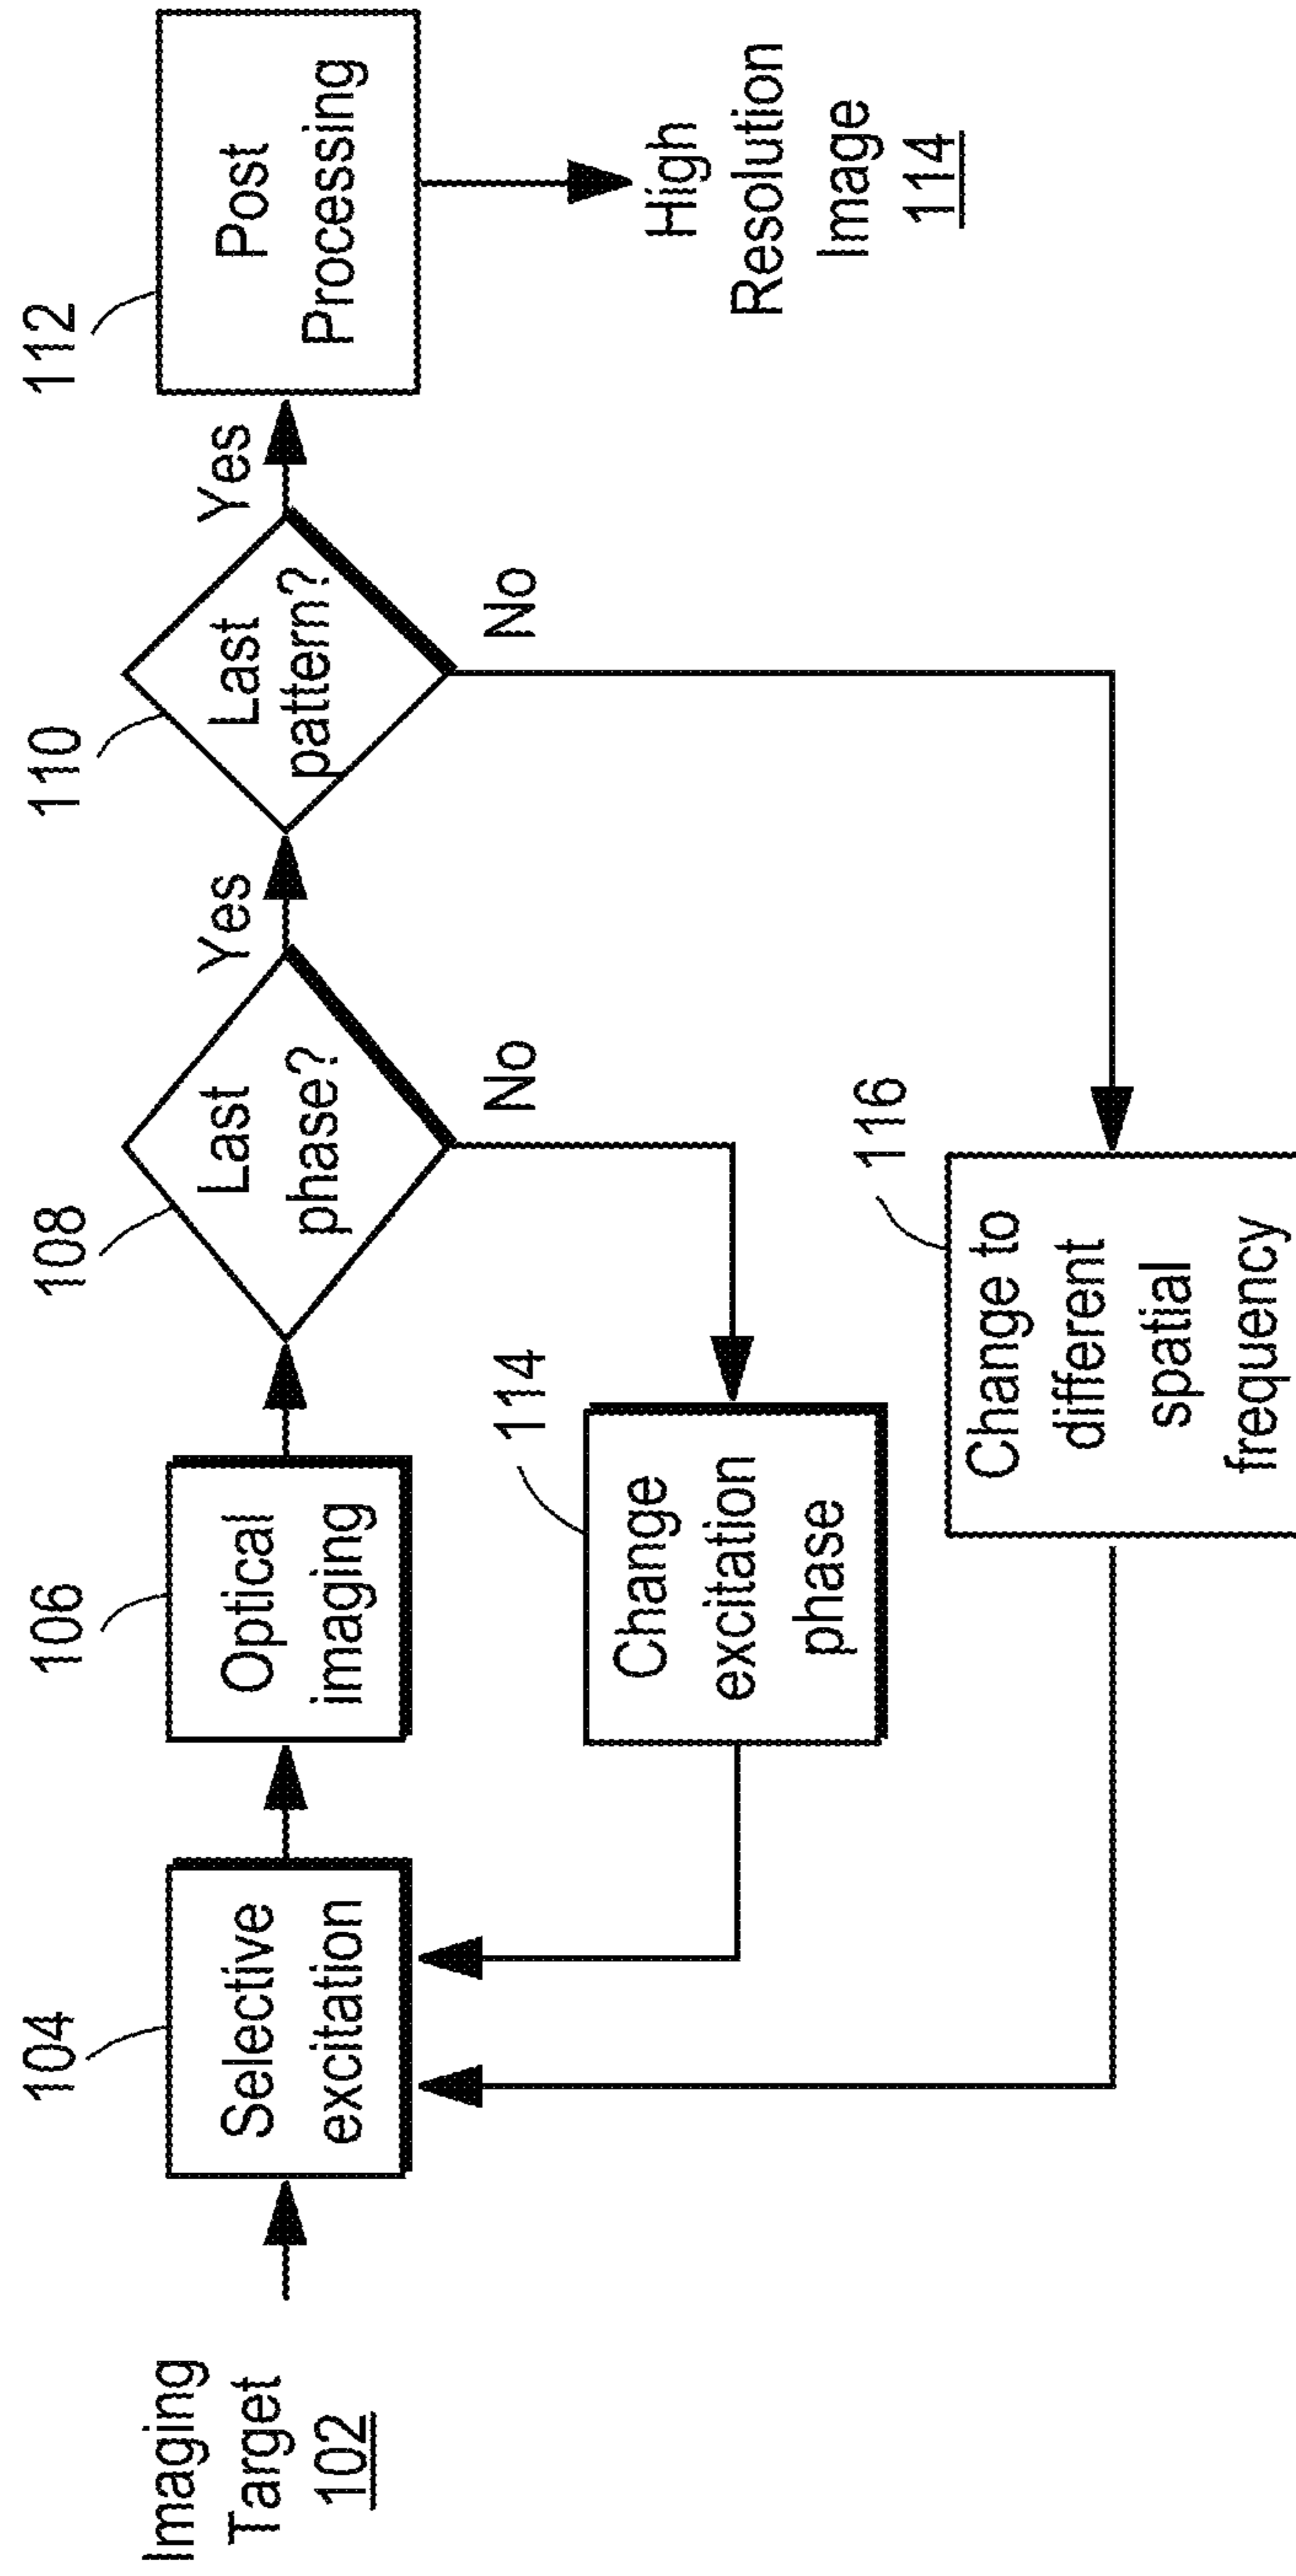 Imaging
Target
102
104
Selective
excitation
106
Optical
imaging
108
Last
phase?
Yes
No
110
Last
pattern?
Yes
No
112
Post
Processing
High
Resolution
Image
114
114
Change
excitation
phase
116
Change to
different
spatial
frequency